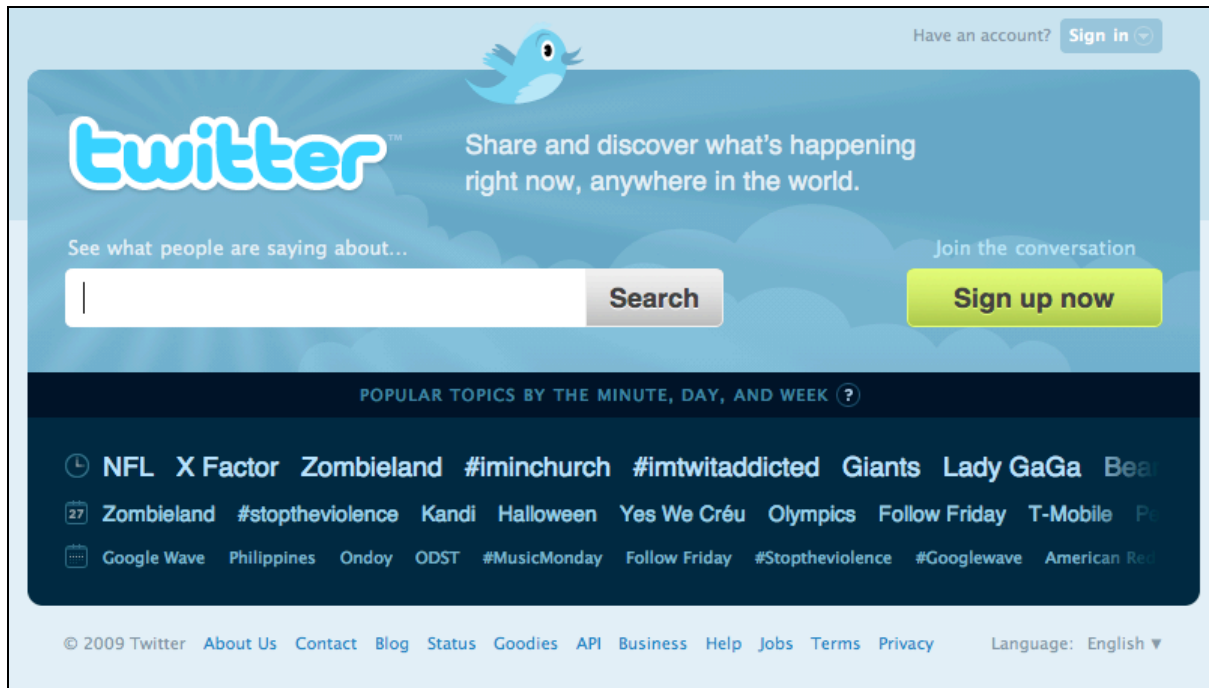 Have an account? Sign in
twitter™
Share and discover what's happening
right now, anywhere in the world.
See what people are saying about...
Search
Join the conversation
Sign up now
POPULAR TOPICS BY THE MINUTE, DAY, AND WEEK ?
NFL X Factor Zombieland #iminchurch #imtwitaddicted Giants Lady GaGa
27 Zombieland #stoptheviolence Kandi Halloween Yes We Créu Olympics Follow Friday T-Mobile
Google Wave Philippines Ondoy ODST #MusicMonday Follow Friday #Stoptheviolence #Googlewave American Red
© 2009 Twitter About Us Contact Blog Status Goodies API Business Help Jobs Terms Privacy Language: English ▼